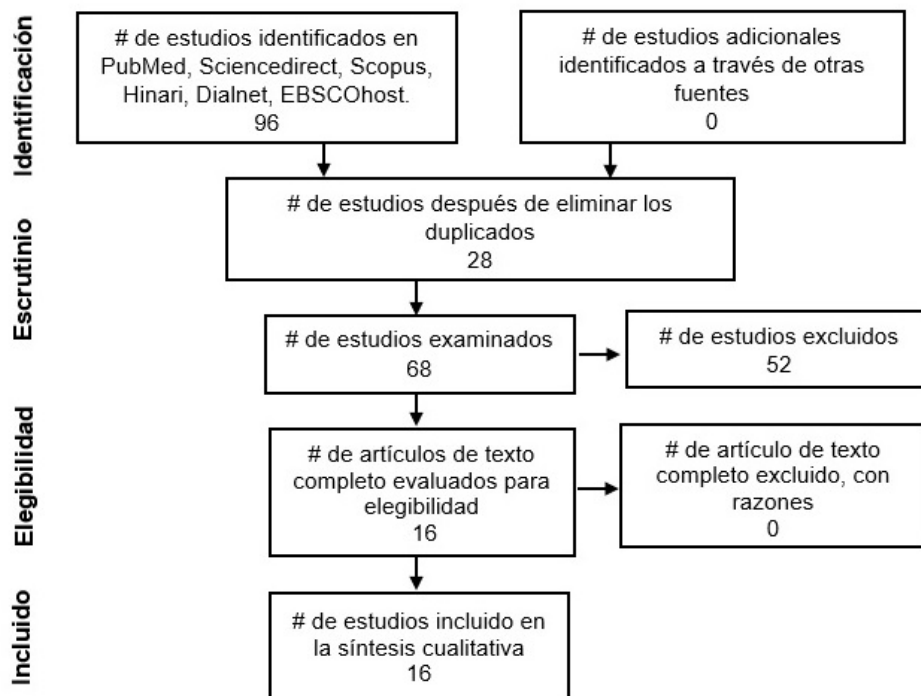 Identificación
# de estudios identificados en
PubMed, Sciencedirect, Scopus,
Hinari, Dialnet, EBSCOhost.
96
# de estudios adicionales
identificados a través de otras
fuentes
0
Escrutinio
# de estudios después de eliminar los
duplicados
28
# de estudios examinados
68
# de estudios excluidos
52
Elegibilidad
# de artículos de texto
completo evaluados para
elegibilidad
16
# de artículo de texto
completo excluido, con
razones
0
Incluido
# de estudios incluido en
la síntesis cualitativa
16